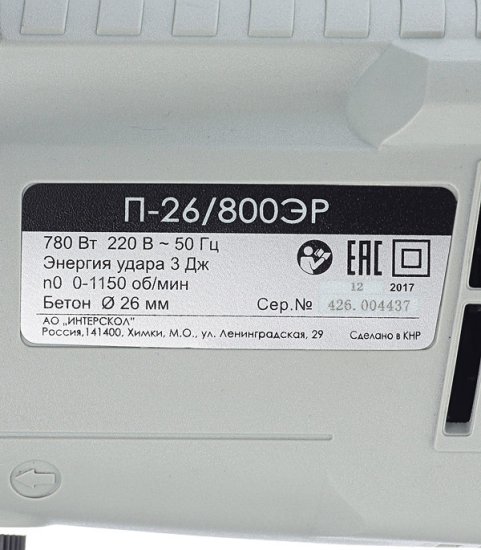 П-26/800ЭР
780 Вт 220 В ~ 50 Гц
Энергия удара 3 Дж
n0 0-1150 об/мин
EAC
12 2017
Бетон Ø 26 мм Сер.№ 426.004437
АО „ИНТЕРСКОЛ"
Россия,141400, Химки, М.О., ул. Ленинградская, 29 Сделано в КНР